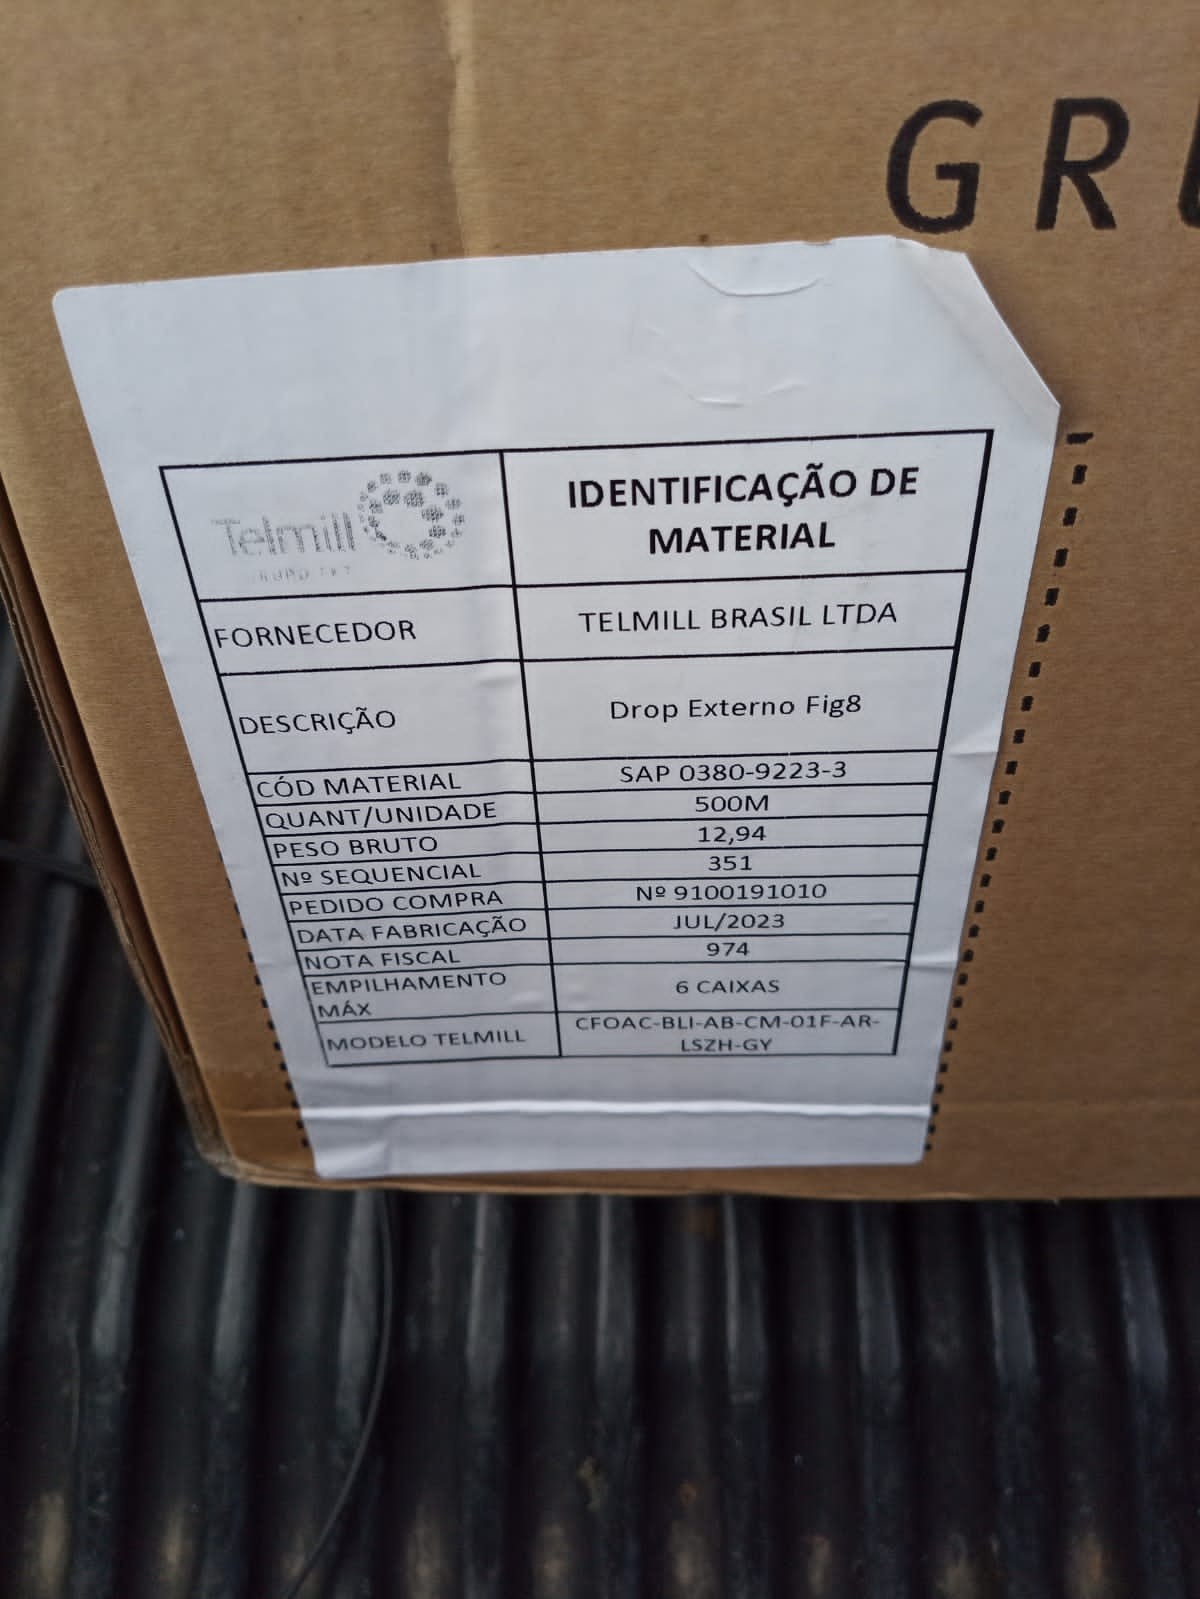 GR
Telmill
IDENTIFICAÇÃO DE
MATERIAL
FORNECEDOR
TELMILL BRASIL LTDA
DESCRIÇÃO
Drop Externo Fig8
CÓD MATERIAL
SAP 0380-9223-3
QUANT/UNIDADE
500M
PESO BRUTO
12,94
Nº SEQUENCIAL
351
PEDIDO COMPRA
Nº 9100191010
DATA FABRICAÇÃO
JUL/2023
NOTA FISCAL
974
EMPILHAMENTO
MÁX
6 CAIXAS
MODELO TELMILL
CFOAC-BLI-AB-CM-01F-AR-
LSZH-GY